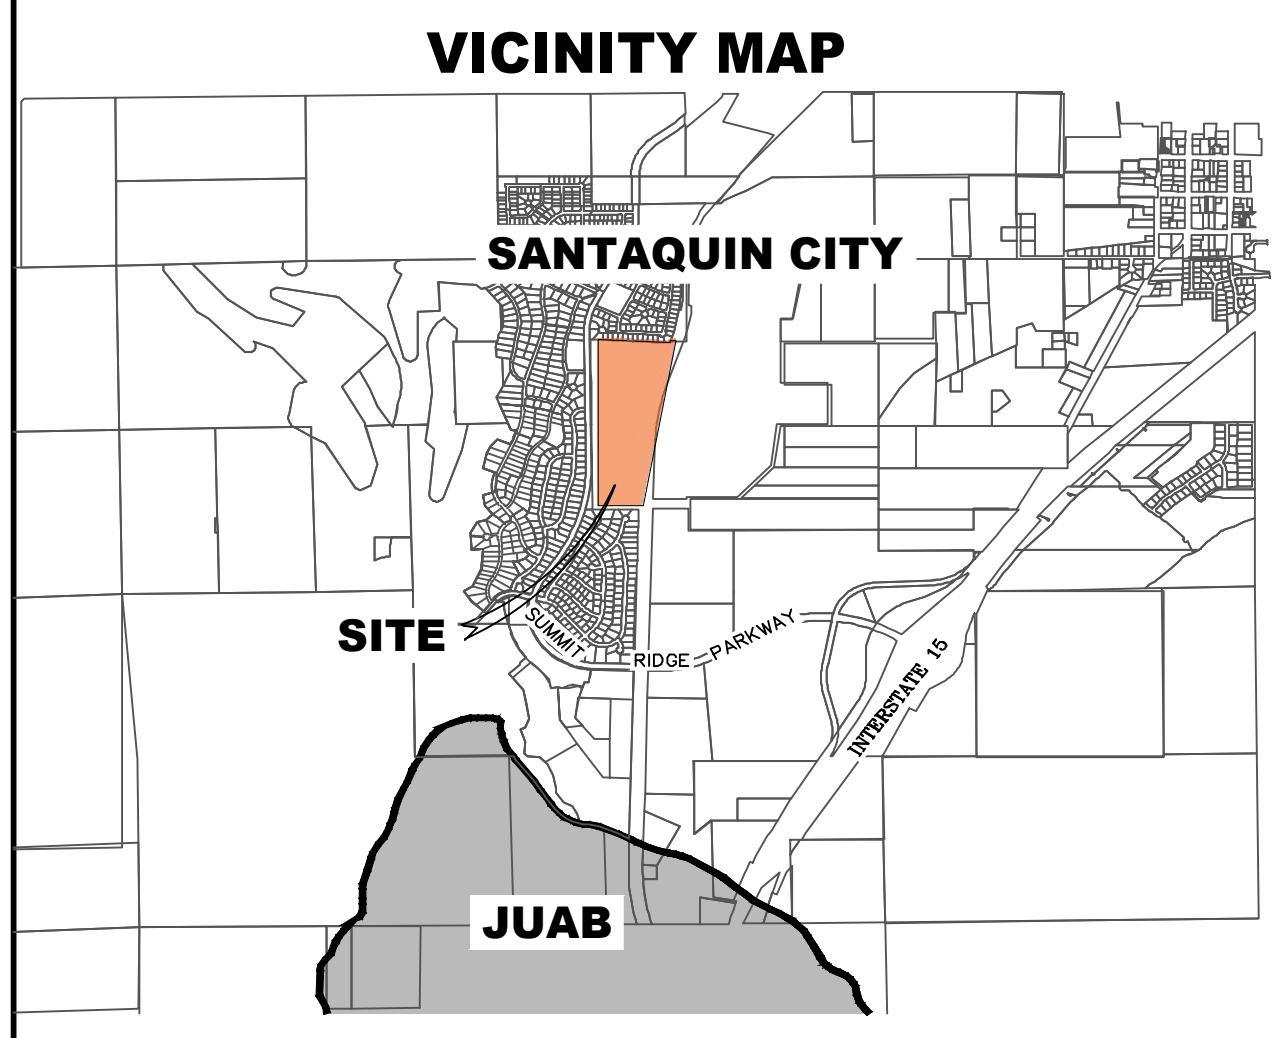 VICINITY MAP
SANTAQUIN CITY
SITE
SUMMIT
RIDGE
PARKWAY
INTERSTATE 15
JUAB